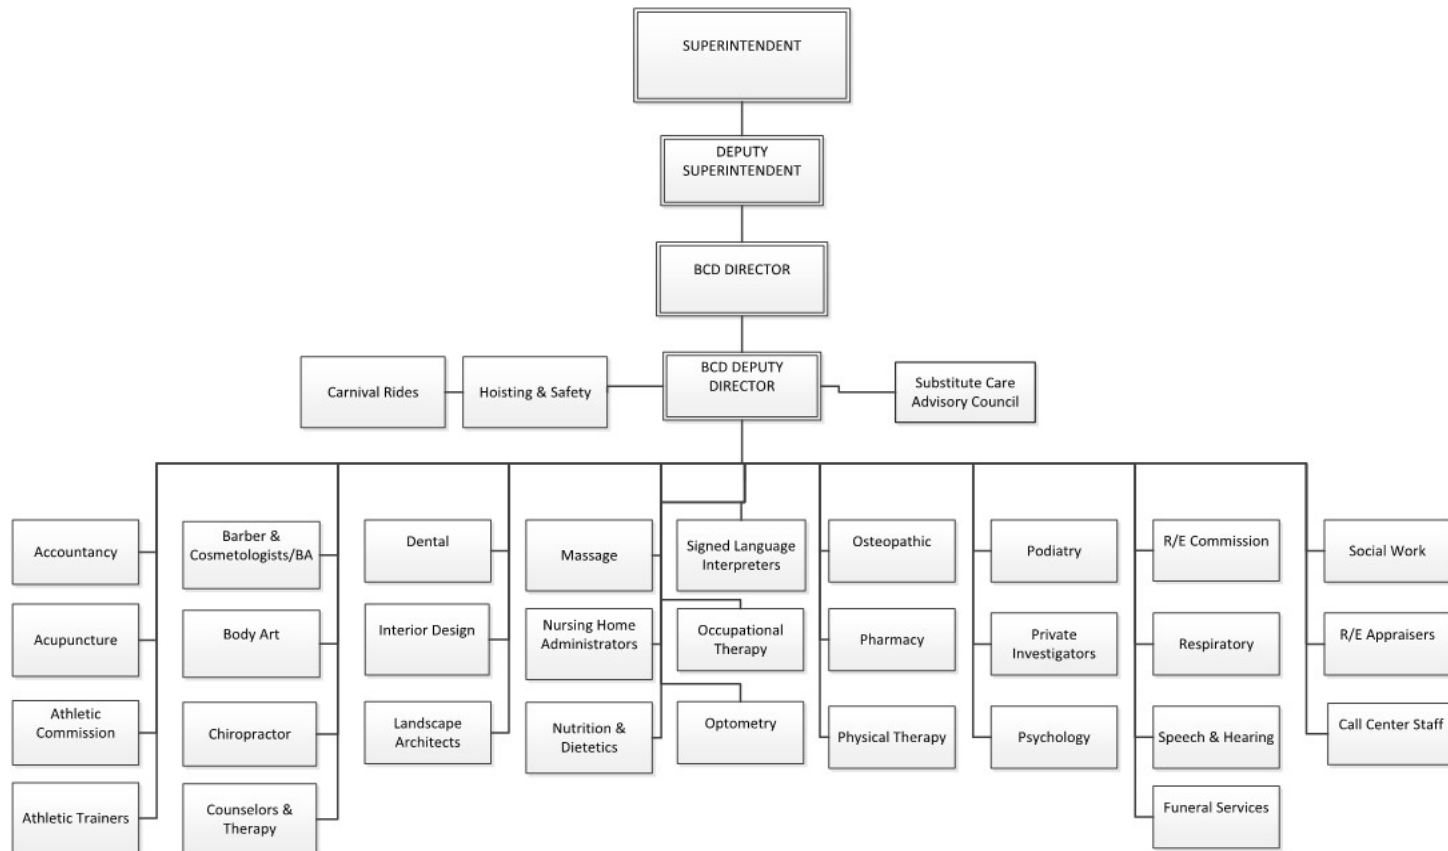 SUPERINTENDENT
DEPUTY
SUPERINTENDENT
BCD DIRECTOR
BCD DEPUTY
DIRECTOR
Carnival Rides
Hoisting & Safety
Substitute Care
Advisory Council
Accountancy
Acupuncture
Athletic
Commission
Athletic Trainers
Barber &
Cosmetologists/BA
Body Art
Chiropractor
Counselors &
Therapy
Dental
Interior Design
Landscape
Architects
Massage
Nursing Home
Administrators
Nutrition &
Dietetics
Signed Language
Interpreters
Occupational
Therapy
Optometry
Osteopathic
Pharmacy
Physical Therapy
Podiatry
Private
Investigators
Psychology
R/E Commission
Respiratory
Speech & Hearing
Funeral Services
Social Work
R/E Appraisers
Call Center Staff